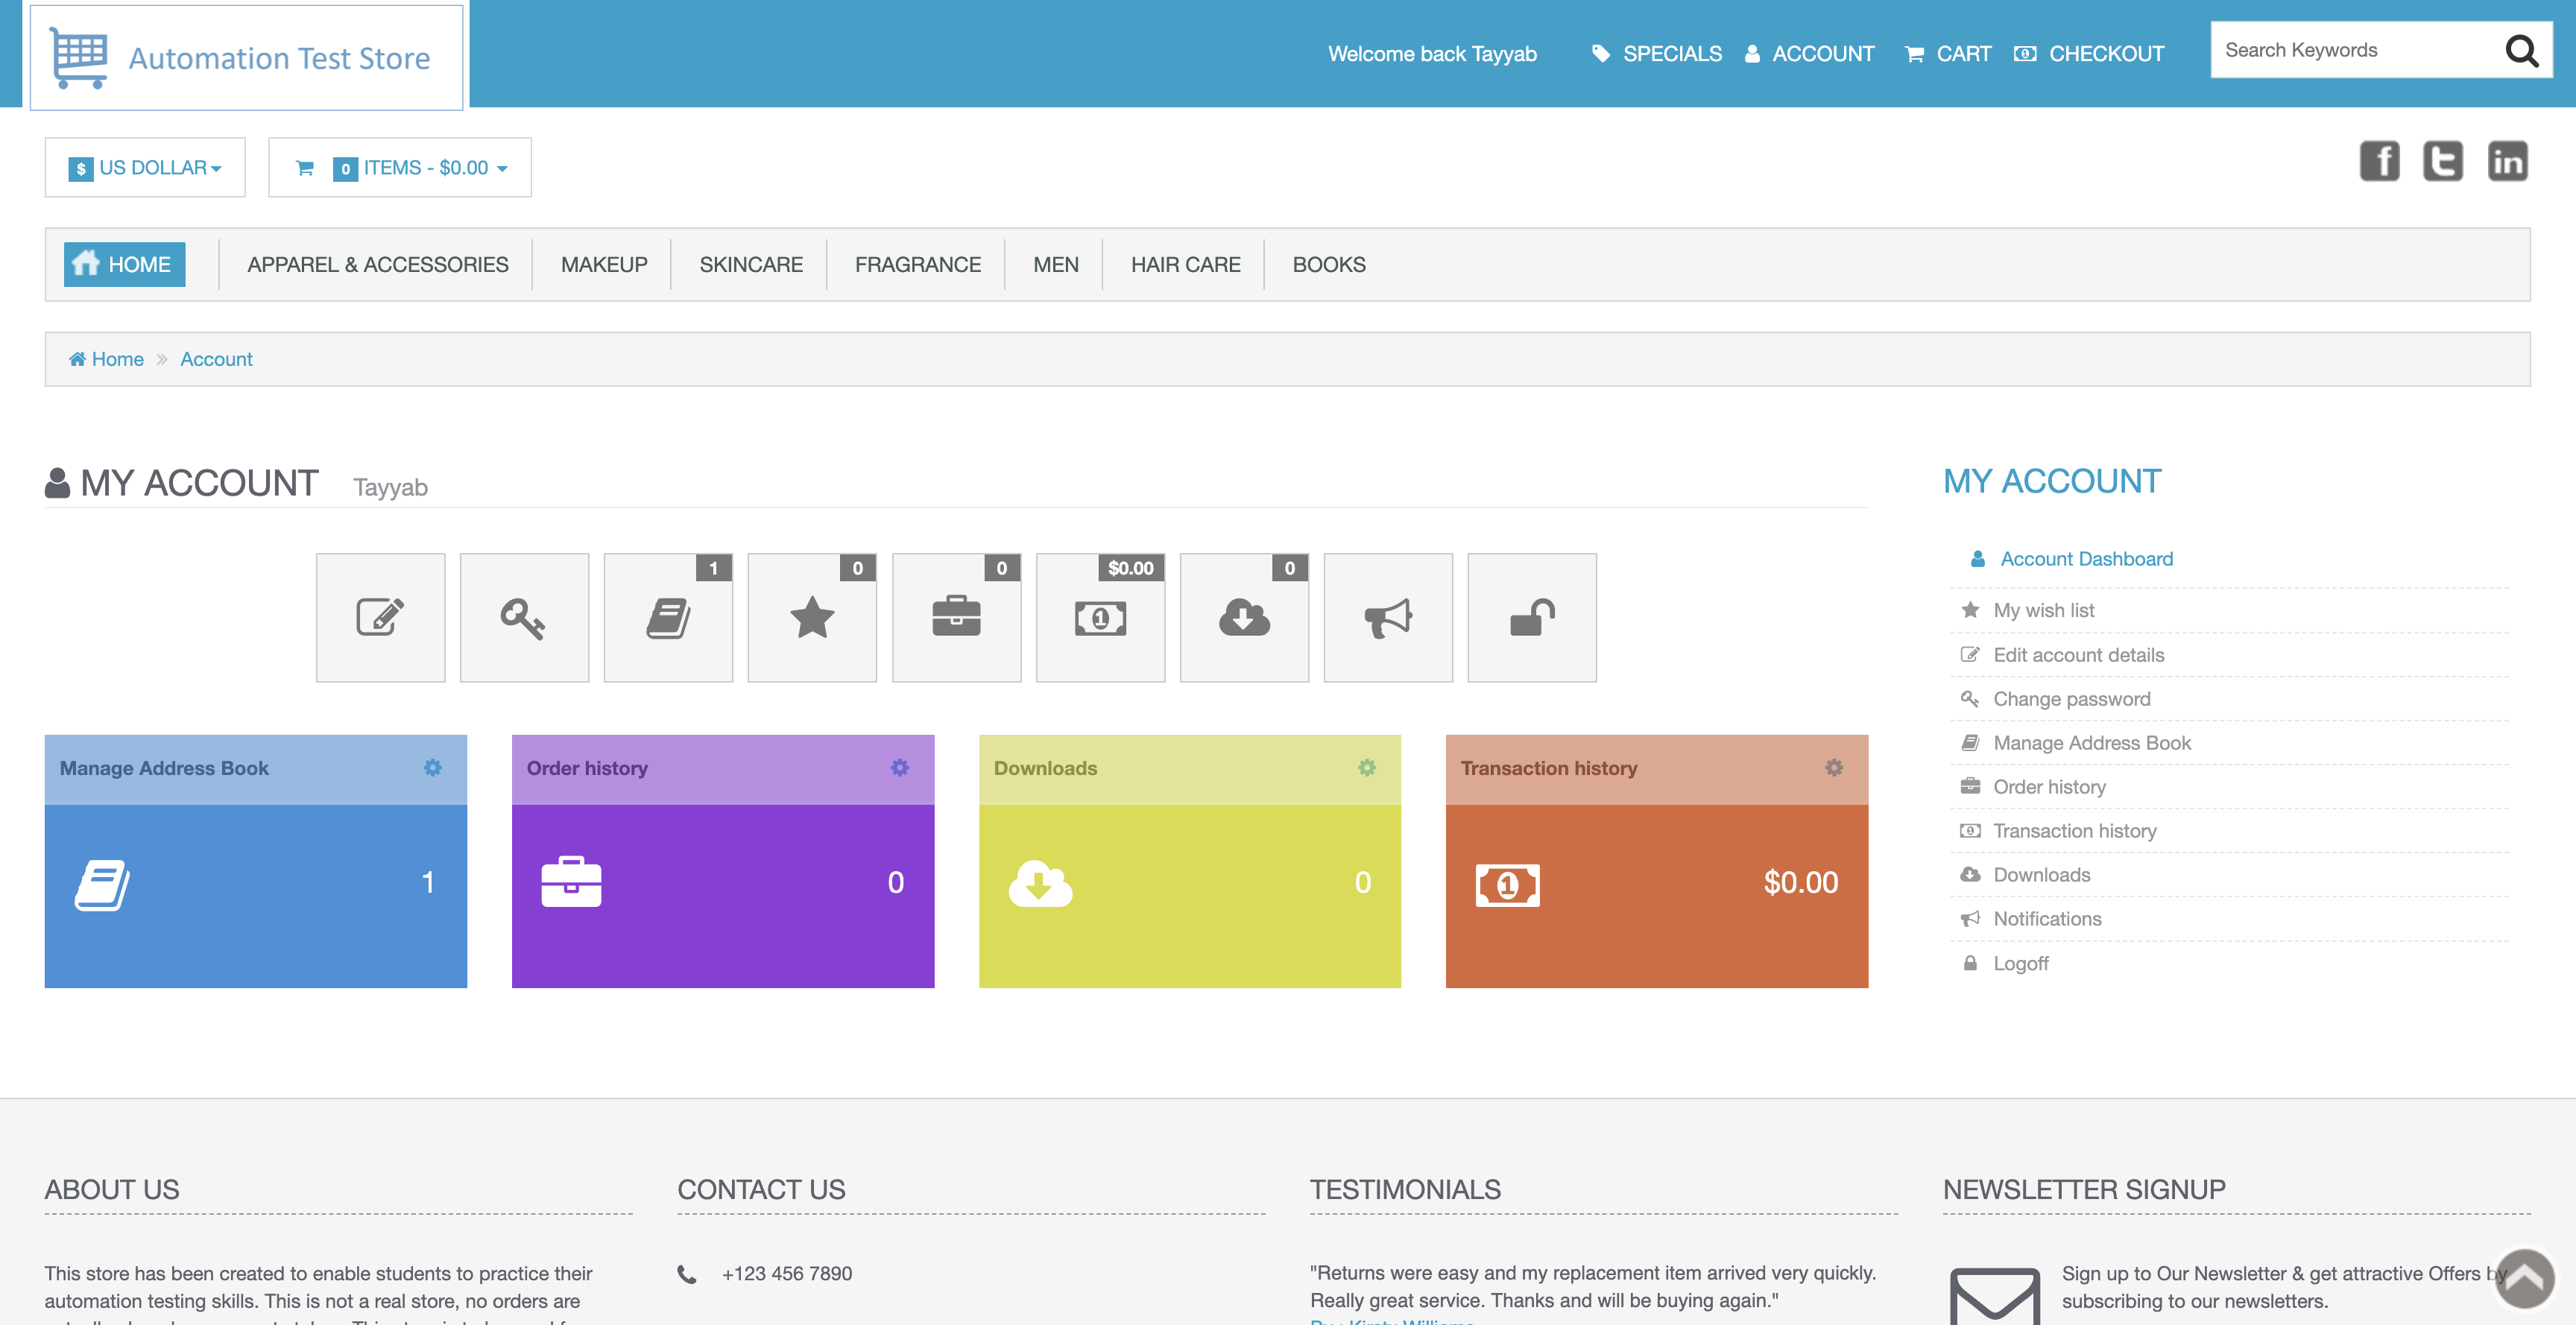 Automation Test Store
Welcome back Tayyab
SPECIALS
ACCOUNT
CART
CHECKOUT
Search Keywords
$ US DOLLAR
0 ITEMS - $0.00
HOME
APPAREL & ACCESSORIES
MAKEUP
SKINCARE
FRAGRANCE
MEN
HAIR CARE
BOOKS
Home
Account
MY ACCOUNT Tayyab
1
0
0
$0.00
0
Manage Address Book
1
Order history
0
Downloads
0
Transaction history
$0.00
MY ACCOUNT
Account Dashboard
My wish list
Edit account details
Change password
Manage Address Book
Order history
Transaction history
Downloads
Notifications
Logoff
ABOUT US
This store has been created to enable students to practice their
automation testing skills. This is not a real store, no orders are
CONTACT US
+123 456 7890
TESTIMONIALS
"Returns were easy and my replacement item arrived very quickly.
Really great service. Thanks and will be buying again."
NEWSLETTER SIGNUP
Sign up to Our Newsletter & get attractive Offers by
subscribing to our newsletters.